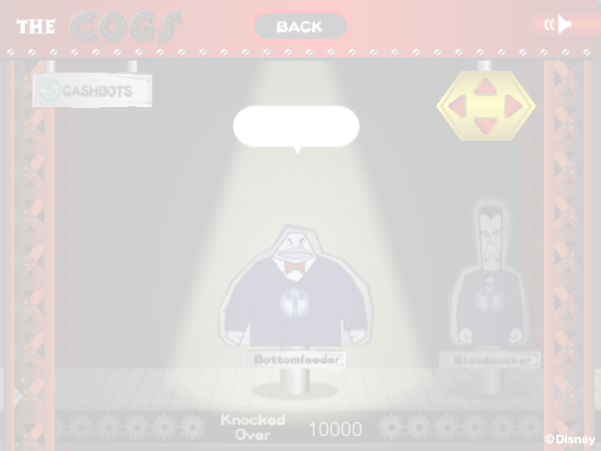 THE COGS
BACK
CASHBOTS
Bottomfeeder
Bloodsucker
Knocked
Over
10000
©Disney